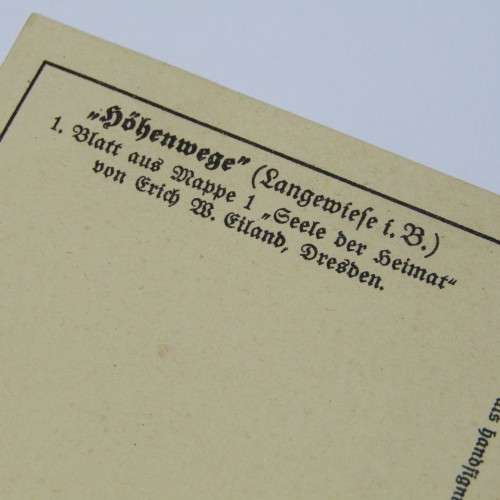 „Höhenwege“ (Langewieſe i. B.)
1. Blatt aus Mappe 1 „Seele der Heimat“
von Erich W. Eiland, Dresden.